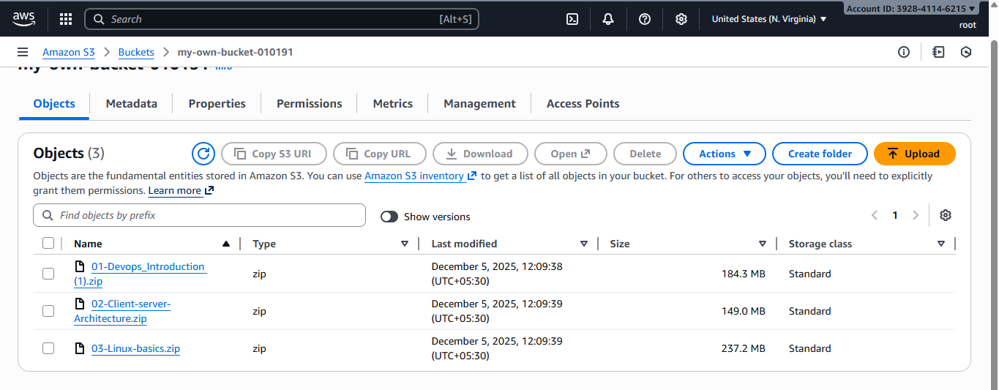 aws
Search
[Alt+S]
United States (N. Virginia)
Account ID: 3928-4114-6215
root
Amazon S3
Buckets
my-own-bucket-010191
my-own-bucket-010191 Info
Objects
Metadata
Properties
Permissions
Metrics
Management
Access Points
Objects (3)
Copy S3 URI
Copy URL
Download
Open
Delete
Actions
Create folder
Upload
Objects are the fundamental entities stored in Amazon S3. You can use Amazon S3 inventory to get a list of all objects in your bucket. For others to access your objects, you'll need to explicitly
grant them permissions. Learn more
Find objects by prefix
Show versions
1
Name
Type
Last modified
Size
Storage class
01-Devops_Introduction
(1).zip
zip
December 5, 2025, 12:09:38
(UTC+05:30)
184.3 MB
Standard
02-Client-server-
Architecture.zip
zip
December 5, 2025, 12:09:39
(UTC+05:30)
149.0 MB
Standard
03-Linux-basics.zip
zip
December 5, 2025, 12:09:39
(UTC+05:30)
237.2 MB
Standard